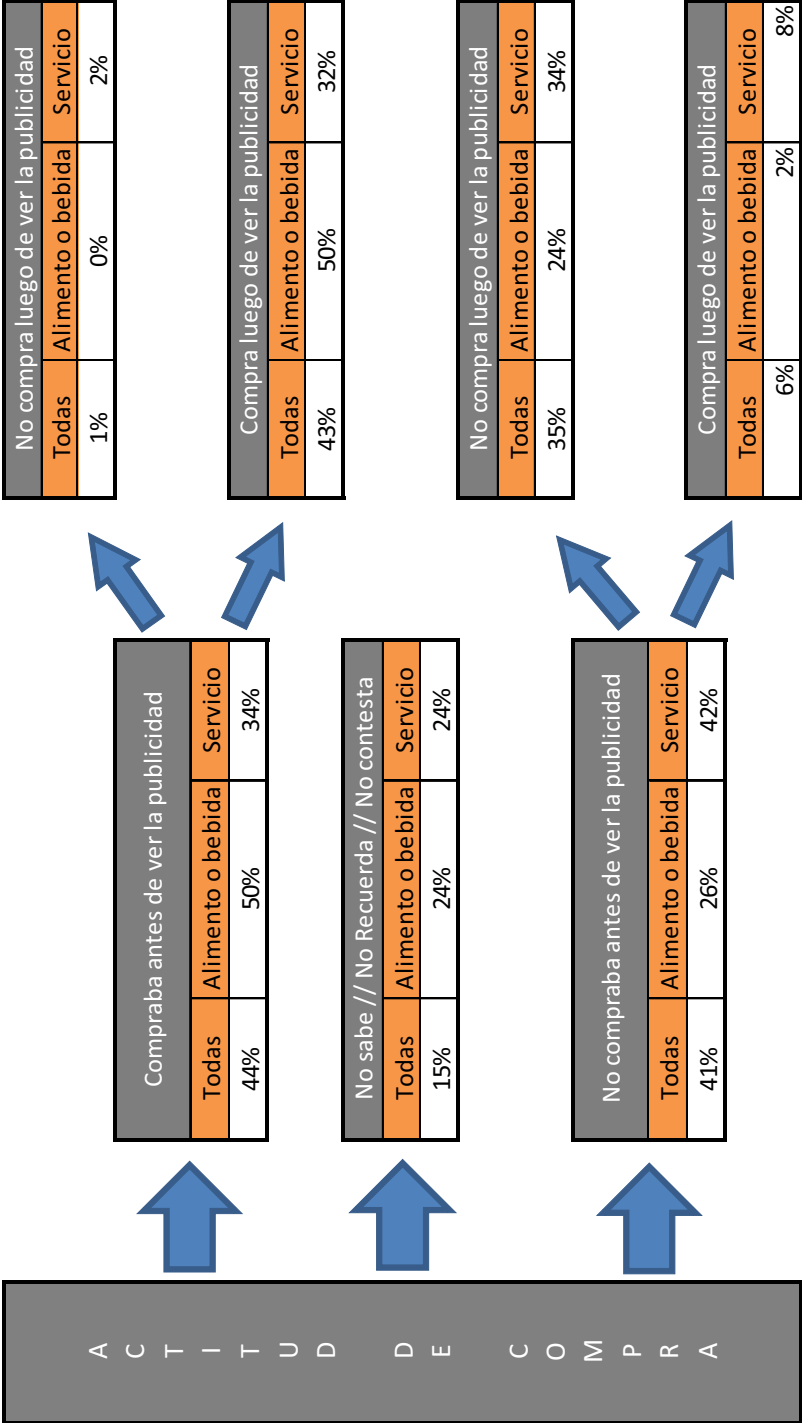 ACTITUD DE COMPRA
Compraba antes de ver la publicidad
Todas Alimento o bebida Servicio
44% 50% 34%
No compra luego de ver la publicidad
Todas Alimento o bebida Servicio
1% 0% 2%
Compra luego de ver la publicidad
Todas Alimento o bebida Servicio
43% 50% 32%
No sabe // No Recuerda // No contesta
Todas Alimento o bebida Servicio
15% 24% 24%
No compraba antes de ver la publicidad
Todas Alimento o bebida Servicio
41% 26% 42%
No compra luego de ver la publicidad
Todas Alimento o bebida Servicio
35% 24% 34%
Compra luego de ver la publicidad
Todas Alimento o bebida Servicio
6% 2% 8%